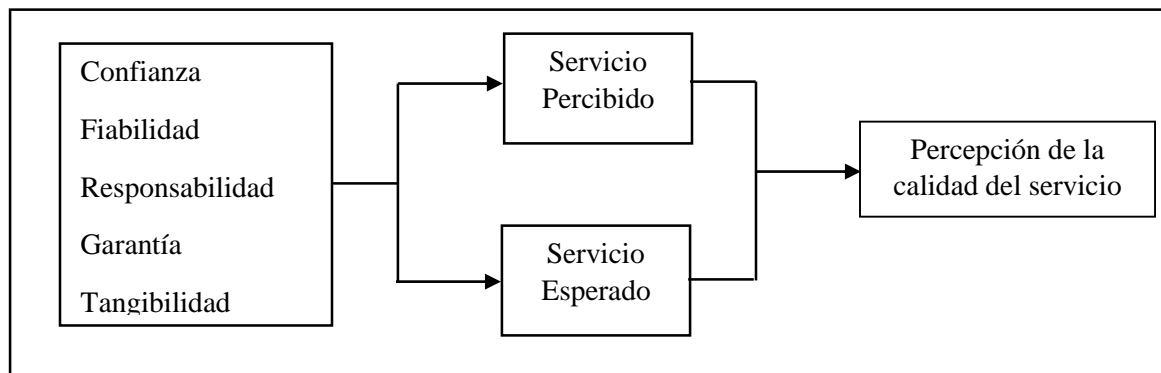 Confianza
Fiabilidad
Responsabilidad
Garantía
Tangibilidad
Servicio
Percibido
Servicio
Esperado
Percepción de la
calidad del servicio